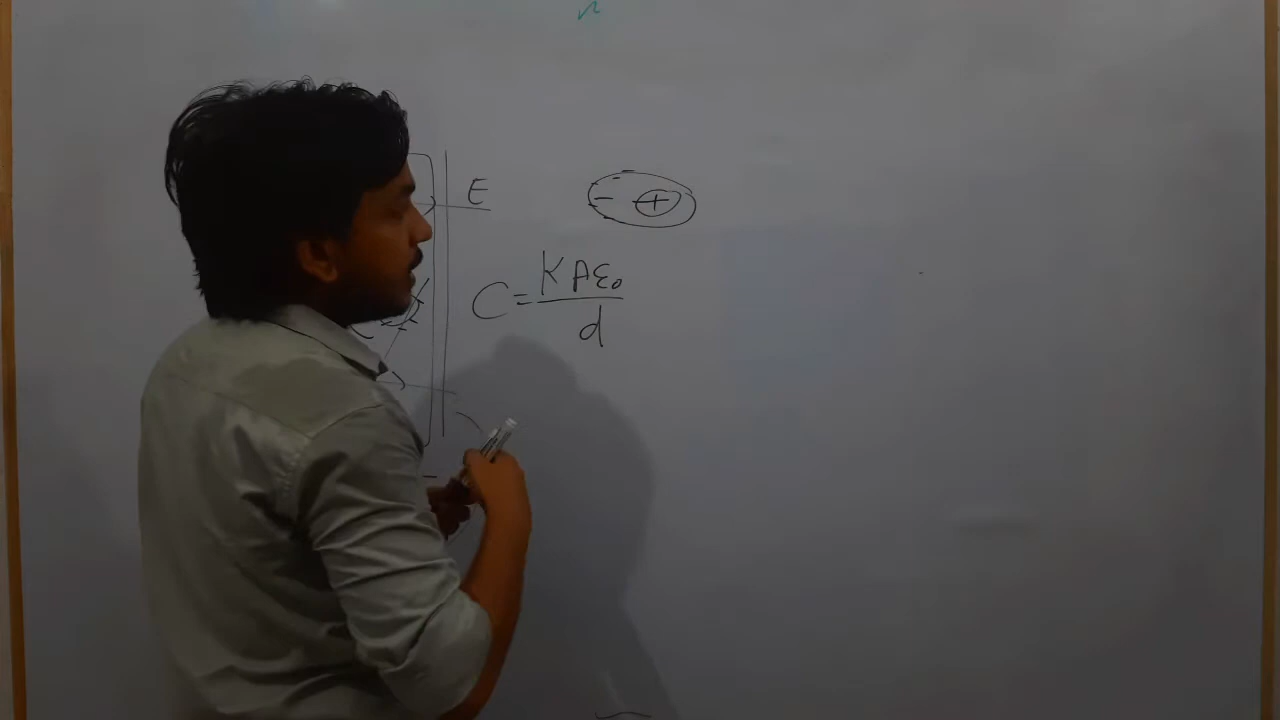 E
+
C = KAε₀/d